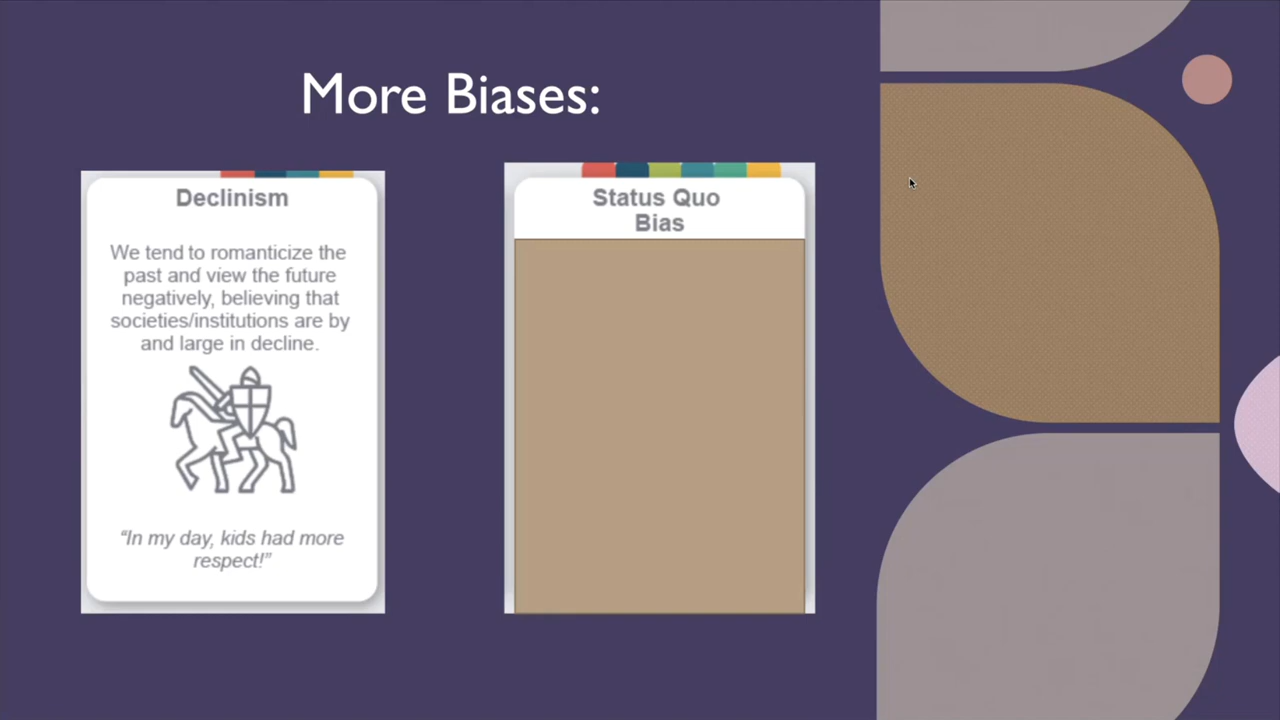 More Biases:
Declinism
We tend to romanticize the
past and view the future
negatively, believing that
societies/institutions are by
and large in decline.
“In my day, kids had more
respect!”
Status Quo
Bias